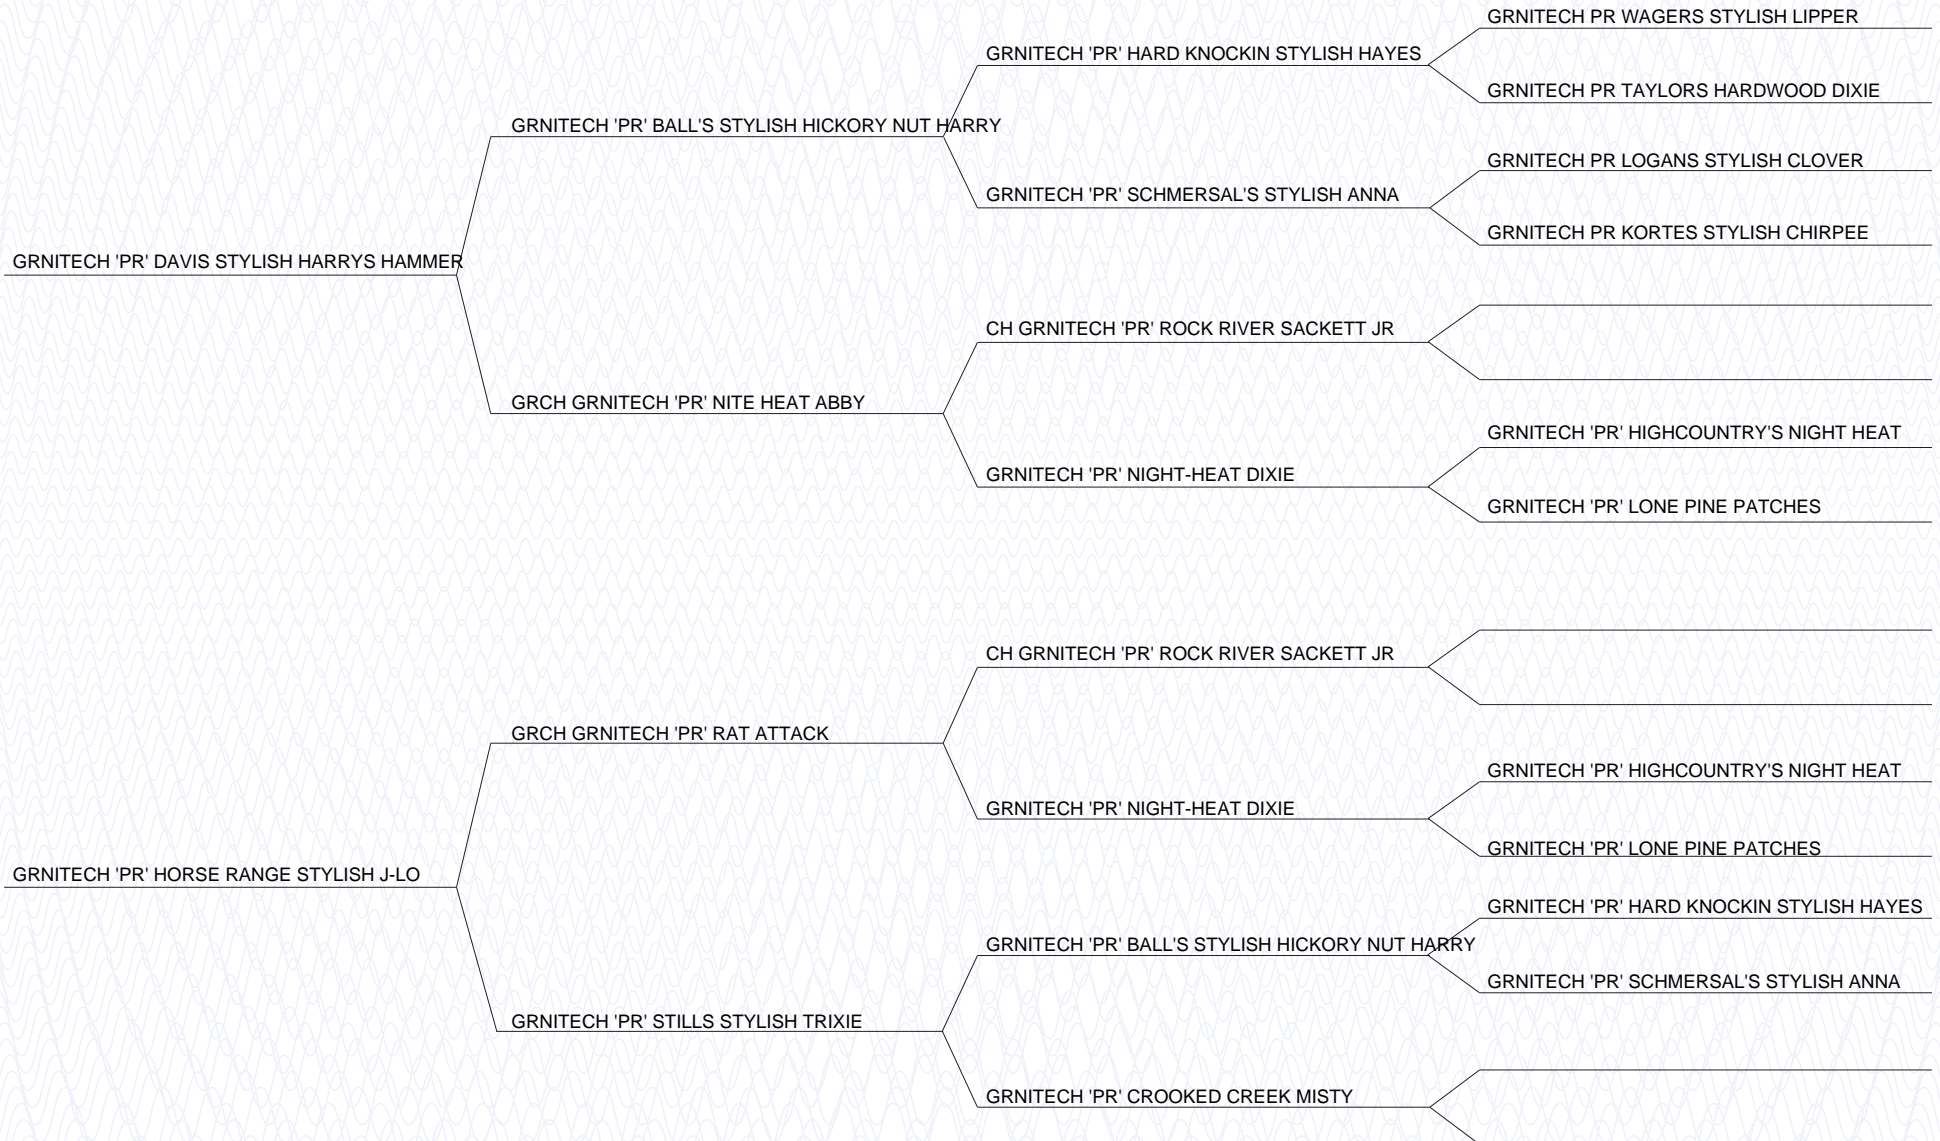 GRNITECH PR WAGERS STYLISH LIPPER
GRNITECH 'PR' HARD KNOCKIN STYLISH HAYES
GRNITECH PR TAYLORS HARDWOOD DIXIE
GRNITECH 'PR' BALL'S STYLISH HICKORY NUT HARRY
GRNITECH PR LOGANS STYLISH CLOVER
GRNITECH 'PR' SCHMERSAL'S STYLISH ANNA
GRNITECH PR KORTES STYLISH CHIRPEE
GRNITECH 'PR' DAVIS STYLISH HARRYS HAMMER
CH GRNITECH 'PR' ROCK RIVER SACKETT JR
GRCH GRNITECH 'PR' NITE HEAT ABBY
GRNITECH 'PR' HIGHCOUNTRY'S NIGHT HEAT
GRNITECH 'PR' NIGHT-HEAT DIXIE
GRNITECH 'PR' LONE PINE PATCHES
CH GRNITECH 'PR' ROCK RIVER SACKETT JR
GRCH GRNITECH 'PR' RAT ATTACK
GRNITECH 'PR' HIGHCOUNTRY'S NIGHT HEAT
GRNITECH 'PR' NIGHT-HEAT DIXIE
GRNITECH 'PR' LONE PINE PATCHES
GRNITECH 'PR' HORSE RANGE STYLISH J-LO
GRNITECH 'PR' HARD KNOCKIN STYLISH HAYES
GRNITECH 'PR' BALL'S STYLISH HICKORY NUT HARRY
GRNITECH 'PR' SCHMERSAL'S STYLISH ANNA
GRNITECH 'PR' STILLS STYLISH TRIXIE
GRNITECH 'PR' CROOKED CREEK MISTY